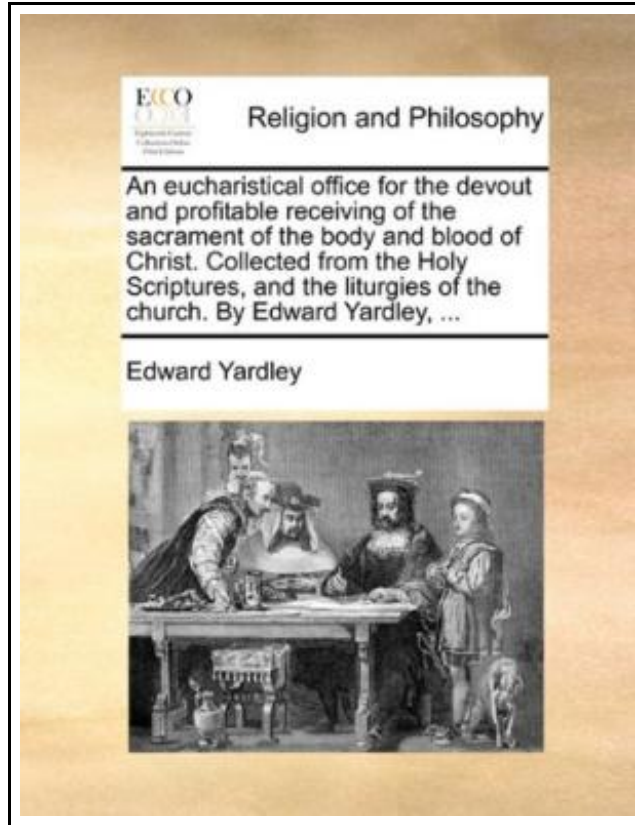 ECCO
Religion and Philosophy
An eucharistical office for the devout
and profitable receiving of the
sacrament of the body and blood of
Christ. Collected from the Holy
Scriptures, and the liturgies of the
church. By Edward Yardley, ...
Edward Yardley